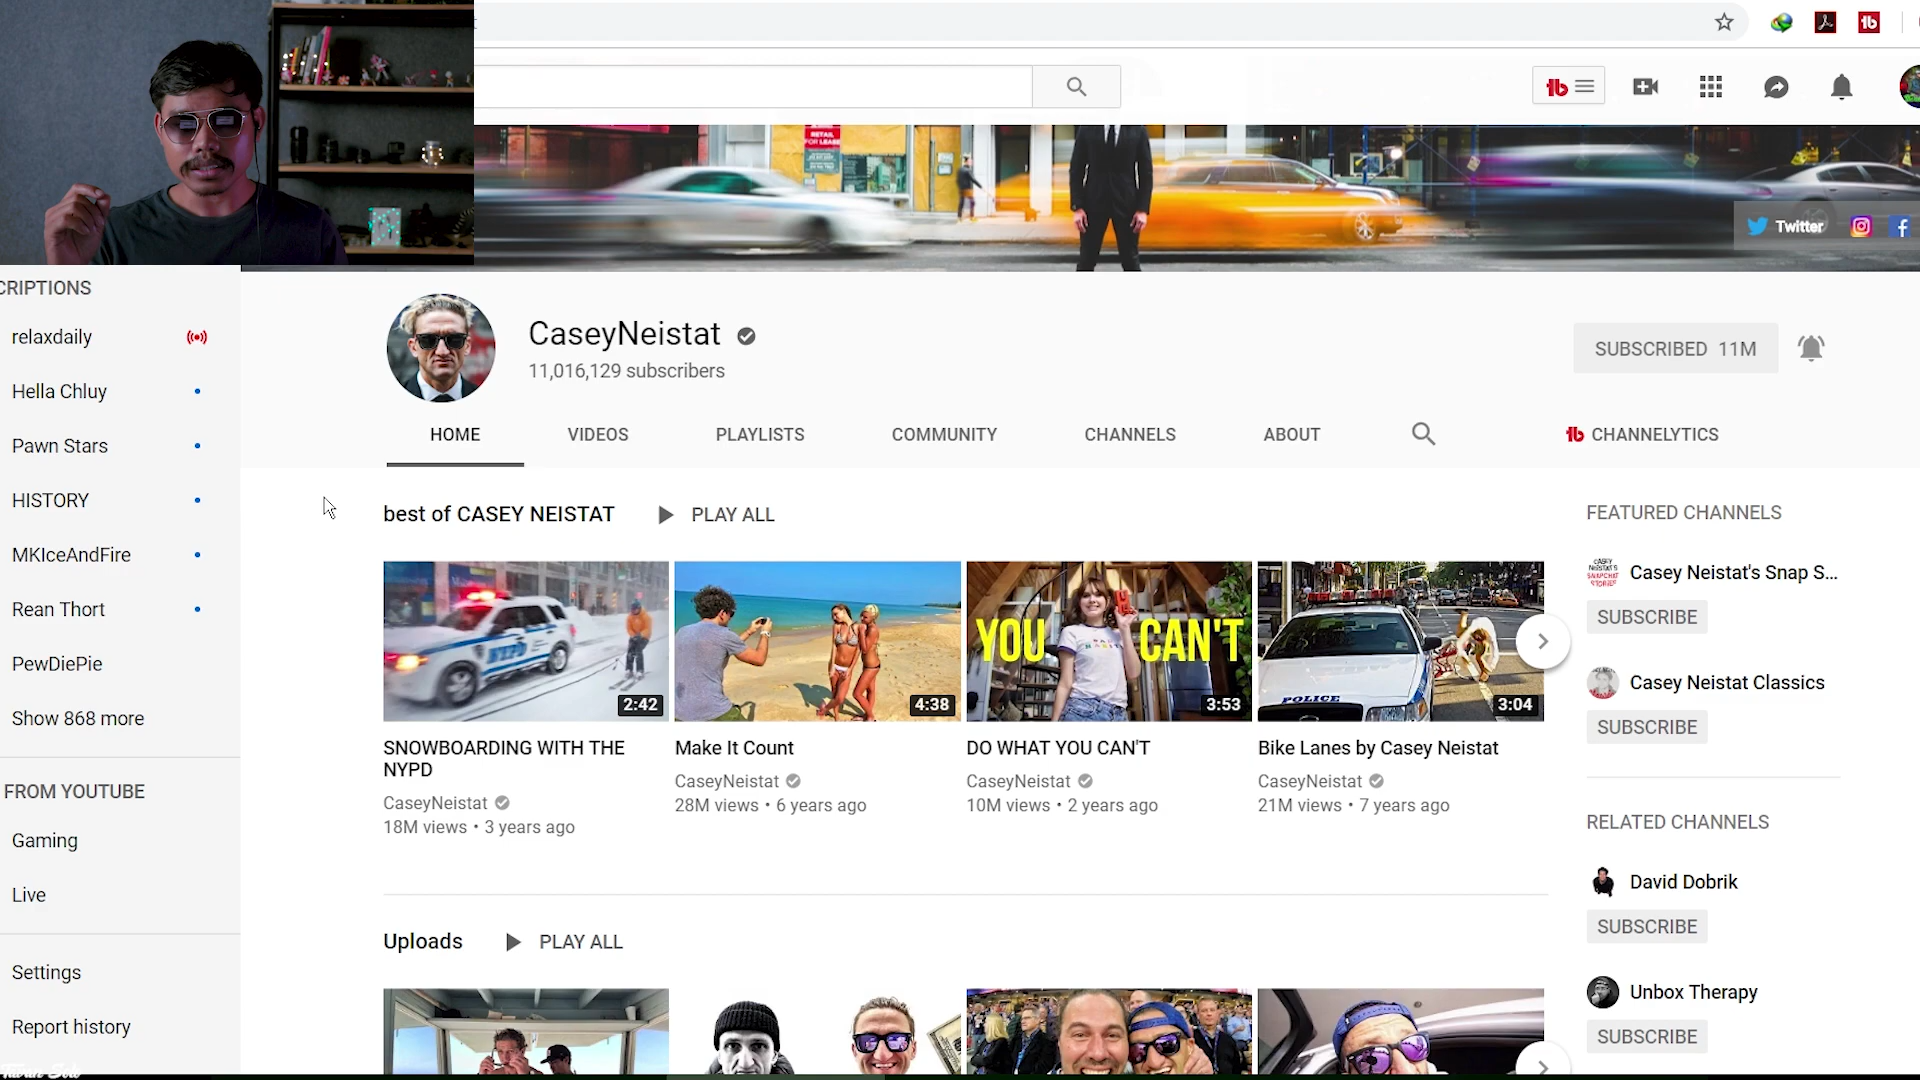 RETAIL
FOR LEASE
Twitter
CRIPTIONS
relaxdaily
Hella Chluy
Pawn Stars
HISTORY
MKIceAndFire
Rean Thort
PewDiePie
Show 868 more
FROM YOUTUBE
Gaming
Live
Settings
Report history
CaseyNeistat
11,016,129 subscribers
SUBSCRIBED 11M
HOME VIDEOS PLAYLISTS COMMUNITY CHANNELS ABOUT CHANNELYTICS
best of CASEY NEISTAT PLAY ALL
YOU CAN'T
POLICE
2:42
4:38
3:53
3:04
SNOWBOARDING WITH THE
NYPD
CaseyNeistat
18M views • 3 years ago
Make It Count
CaseyNeistat
28M views • 6 years ago
DO WHAT YOU CAN'T
CaseyNeistat
10M views • 2 years ago
Bike Lanes by Casey Neistat
CaseyNeistat
21M views • 7 years ago
Uploads PLAY ALL
FEATURED CHANNELS
Casey Neistat's Snap S...
SUBSCRIBE
Casey Neistat Classics
SUBSCRIBE
RELATED CHANNELS
David Dobrik
SUBSCRIBE
Unbox Therapy
SUBSCRIBE